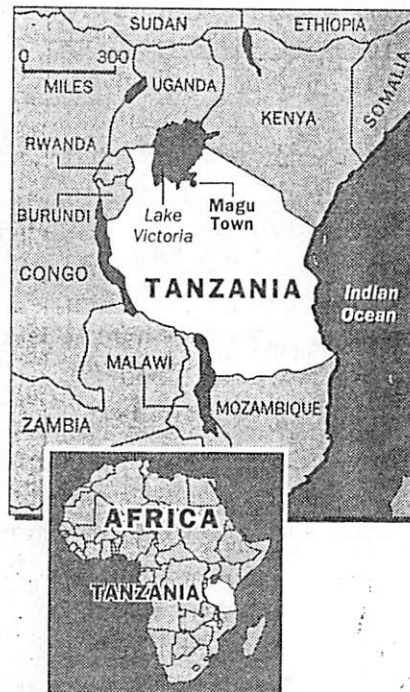 SUDAN
ETHIOPIA
0 300
MILES
UGANDA
KENYA
SOMALIA
RWANDA
BURUNDI
Lake
Victoria
Magu
Town
CONGO
TANZANIA
Indian
Ocean
MALAWI
MOZAMBIQUE
ZAMBIA
AFRICA
TANZANIA